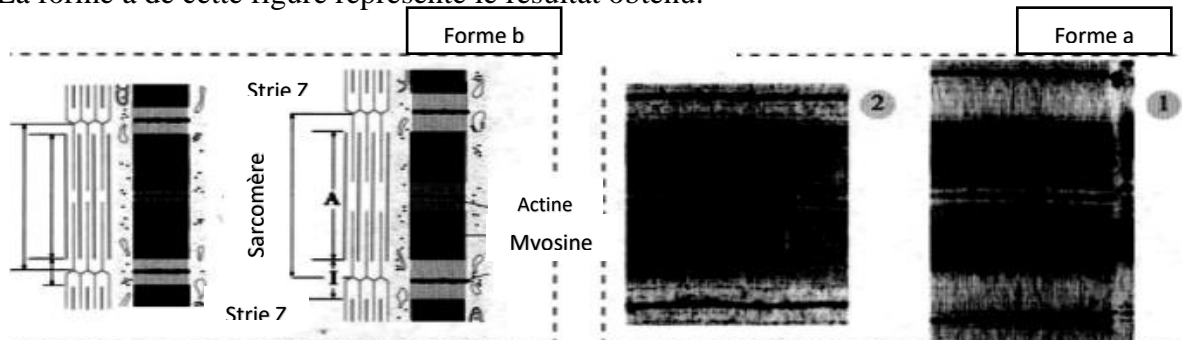 La forme a de cette figure représente le résultat obtenu.
Forme b
Forme a
Strie Z
Sarcomère
A
I
Strie Z
Actine
Myosine
2
1